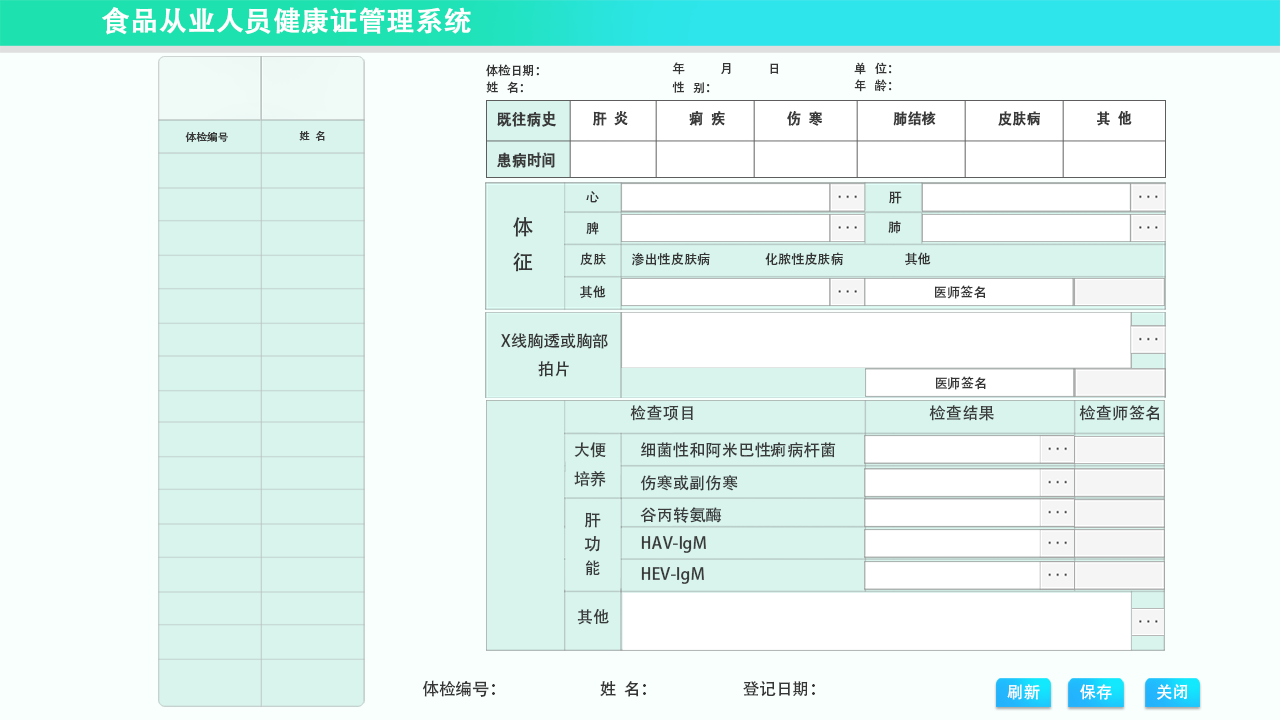 食品从业人员健康证管理系统
体检编号 姓 名
体检日期： 年 月 日 单 位：
姓 名： 性 别： 年 龄：
既往病史 肝 炎 痢 疾 伤 寒 肺结核 皮肤病 其 他
患病时间
体征 心 ··· 肝 ···
脾 ··· 肺 ···
皮肤 渗出性皮肤病 化脓性皮肤病 其他
其他 ··· 医师签名
X线胸透或胸部 ···
拍片
医师签名
检查项目 检查结果 检查师签名
大便 细菌性和阿米巴性痢病杆菌 ···
培养 伤寒或副伤寒 ···
肝功能 谷丙转氨酶 ···
HAV-IgM ···
HEV-IgM ···
其他 ···
体检编号： 姓 名： 登记日期： 刷新 保存 关闭